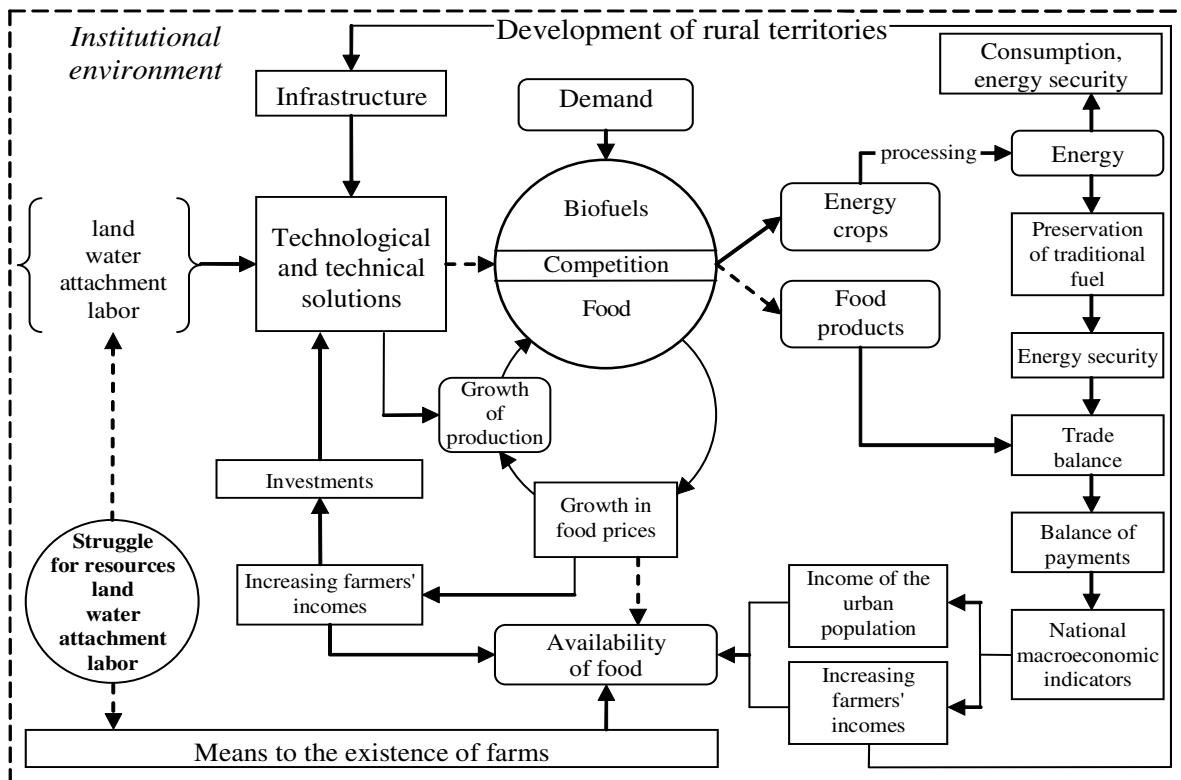 Institutional
environment
Development of rural territories
Consumption,
energy security
Infrastructure
Demand
processing
Energy
land
water
attachment
labor
Technological
and technical
solutions
Biofuels
Competition
Food
Energy
crops
Preservation
of traditional
fuel
Food
products
Energy security
Growth
of
production
Trade
balance
Investments
Growth in
food prices
Balance of
payments
Struggle
for resources
land
water
attachment
labor
Increasing farmers'
incomes
Income of the
urban
population
Availability
of food
National
macroeconomic
indicators
Increasing
farmers'
incomes
Means to the existence of farms